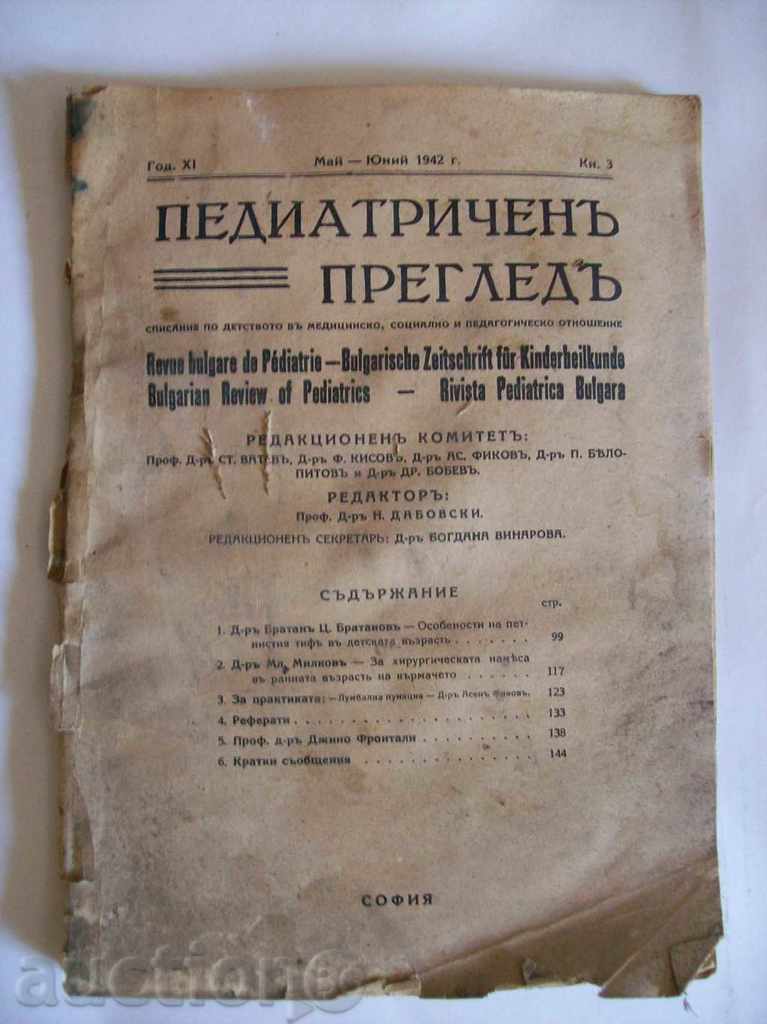 Год. XI Май — Юний 1942 г. Кн. 3
ПЕДИАТРИЧЕНЪ
ПРЕГЛЕДЪ
СПИСАНИЕ ПО ДЕТСТВОТО ВЪ МЕДИЦИНСКО, СОЦИАЛНО И ПЕДАГОГИЧЕСКО ОТНОШЕНИЕ
Revue bulgare de Pédiatrie — Bulgarische Zeitschrift für Kinderheilkunde
Bulgarian Review of Pediatrics — Rivista Pediatrica Bulgara
РЕДАКЦИОНЕНЪ КОМИТЕТЪ:
Проф. Д-ръ СТ. ВАТЕВЪ, Д-ръ Ф. КИСОВЪ, Д-ръ АС. ФИКОВЪ, Д-ръ П. БѢЛО-
ПИТОВЪ и Д-ръ ДР. БОБЕВЪ.
РЕДАКТОРЪ:
Проф. Д-ръ Н. ДАБОВСКИ.
РЕДАКЦИОНЕНЪ СЕКРЕТАРЬ: Д-ръ БОГДАНА ВИНАРОВА.
СЪДЪРЖАНИЕ
стр.
1. Д-ръ Братанъ Ц. Братановъ — Особености на пет-
нистия тифъ въ детската възрасть . . . . . . . 99
2. Д-ръ Мл. Милковъ — За хирургическата намѣса
въ ранната възрасть на кърмачето . . . . . . 117
3. За практиката: — Лумбална пункция — Д-ръ Асенъ Фиковъ. 123
4. Реферати . . . . . . . . . . . . . . . . . . . . 133
5. Проф. д-ръ Джино Фронтали . . . . . . . . . . . 138
6. Кратки съобщения . . . . . . . . . . . . . . . . 144
СОФИЯ
auction